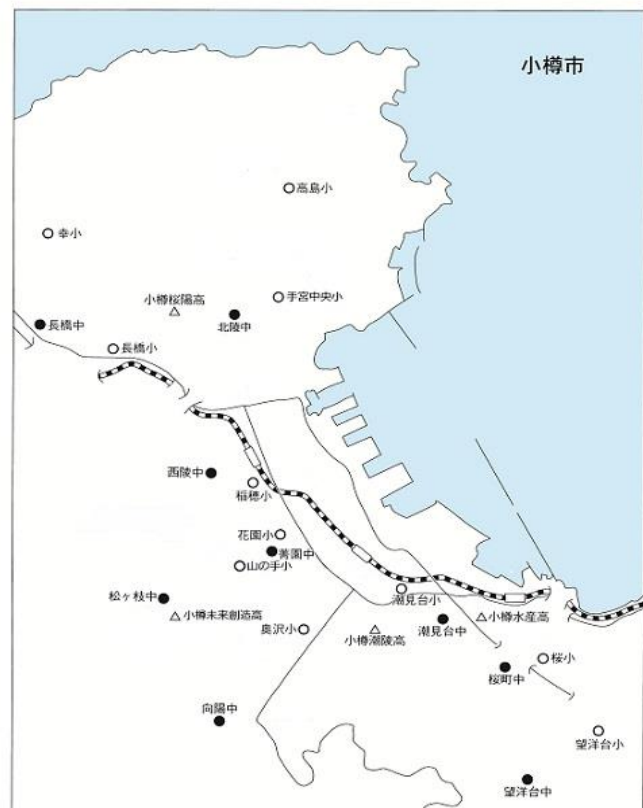 小樽市
高島小
幸小
手宮中央小
小樽桜陽高
北陵中
長橋中
長橋小
西陵中
稲穂小
花園小
菁園中
山の手小
松ヶ枝中
小樽未来創造高
潮見台小
小樽水産高
奥沢小
小樽潮陵高
潮見台中
桜小
桜町中
向陽中
望洋台小
望洋台中